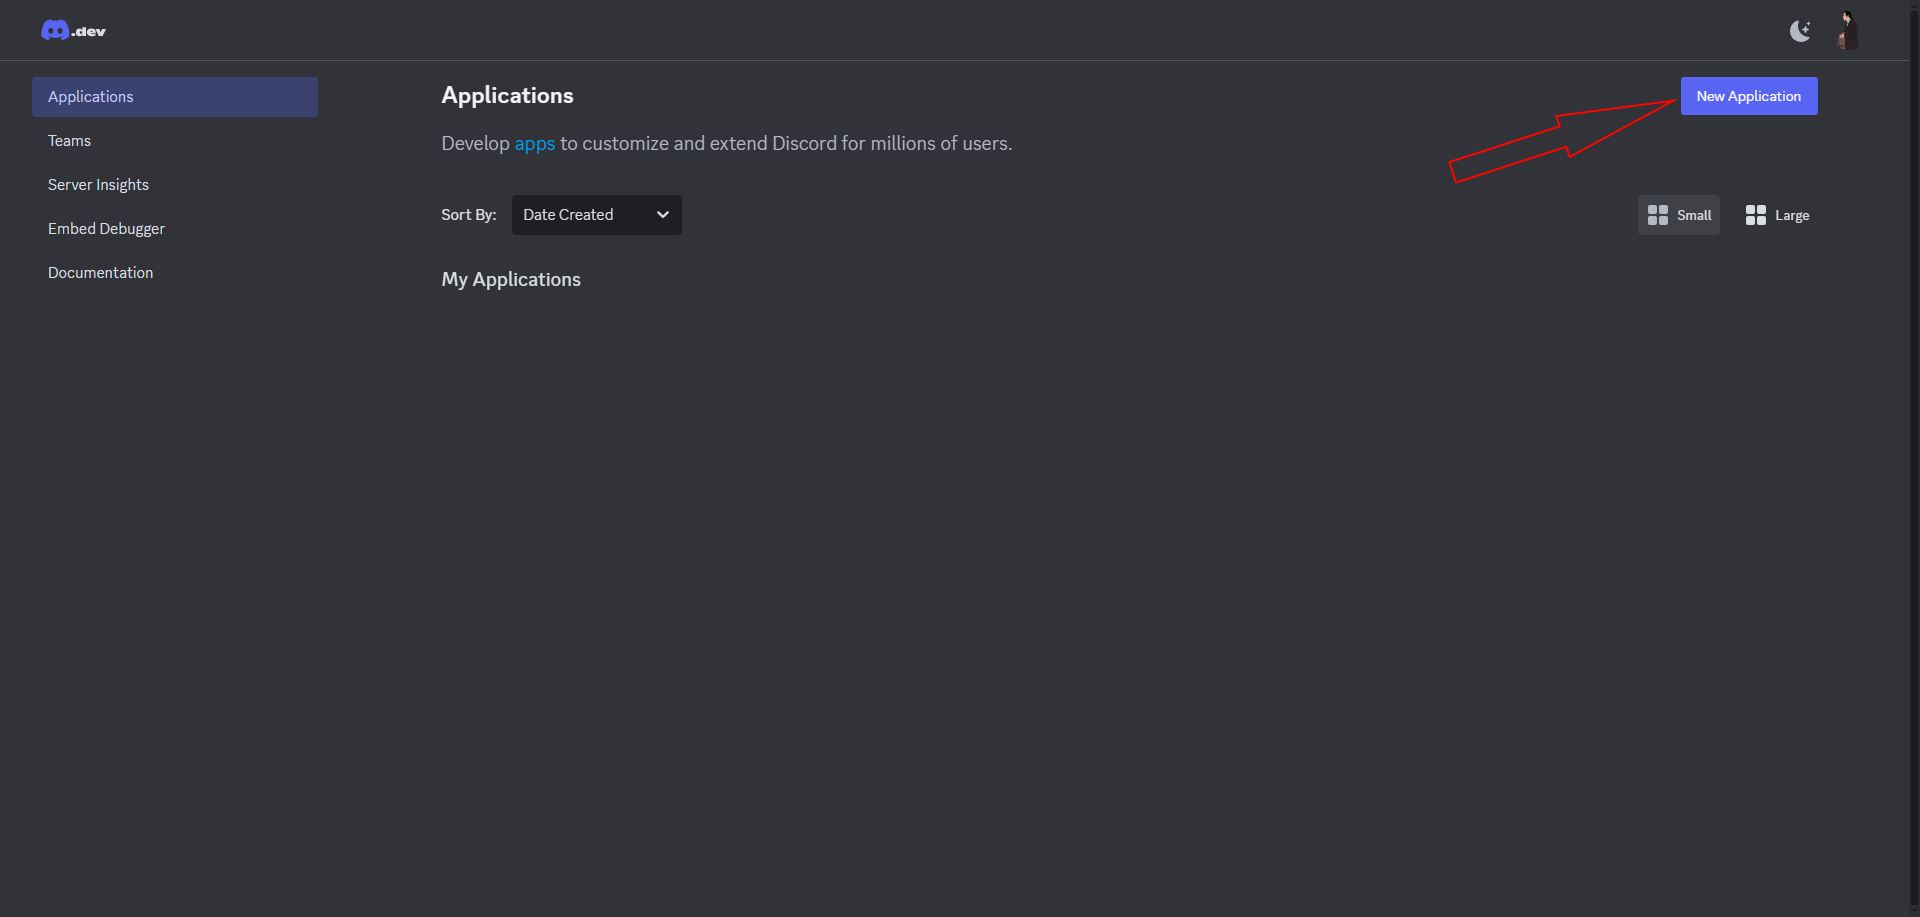 .dev
Applications
Teams
Server Insights
Embed Debugger
Documentation
Applications
New Application
Develop apps to customize and extend Discord for millions of users.
Sort By: Date Created
Small Large
My Applications